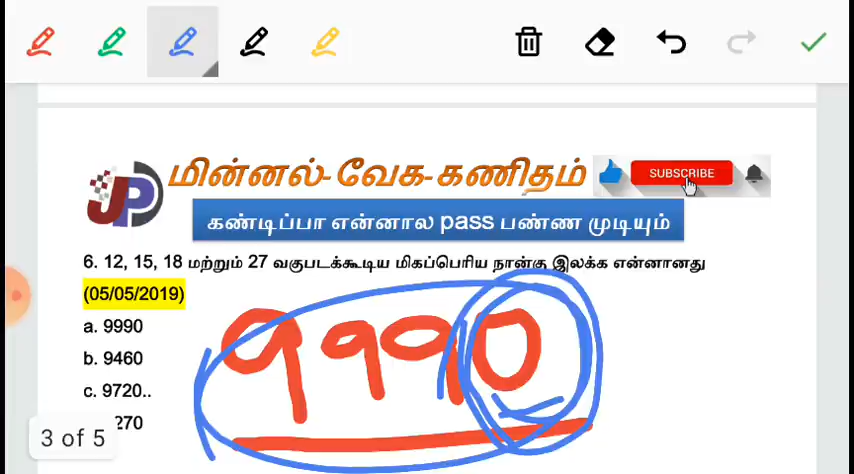 JP மின்னல்-வேக-கணிதம் SUBSCRIBE
கண்டிப்பா என்னால pass பண்ண முடியும்
6. 12, 15, 18 மற்றும் 27 வகுபடக்கூடிய மிகப்பெரிய நான்கு இலக்க என்னானது
(05/05/2019)
a. 9990
b. 9460
c. 9720..
270
9990
3 of 5